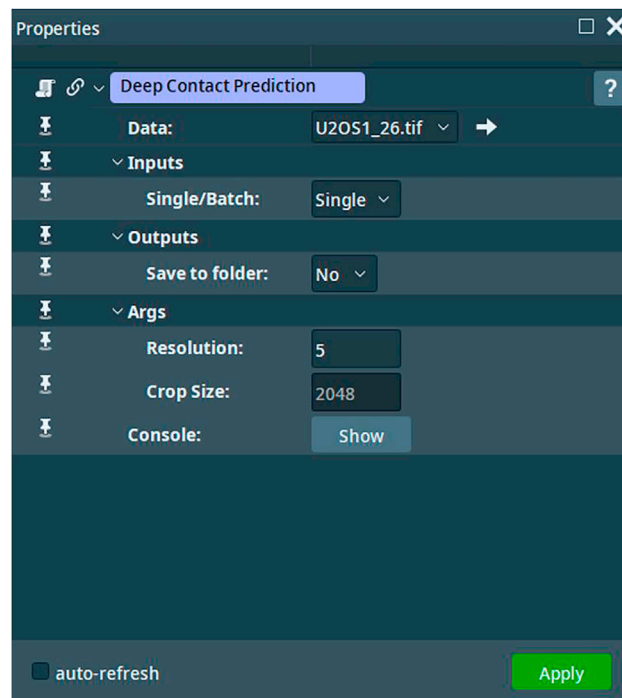 Properties
Deep Contact Prediction
?
Data: U2OS1_26.tif
Inputs
Single/Batch: Single
Outputs
Save to folder: No
Args
Resolution: 5
Crop Size: 2048
Console: Show
auto-refresh Apply